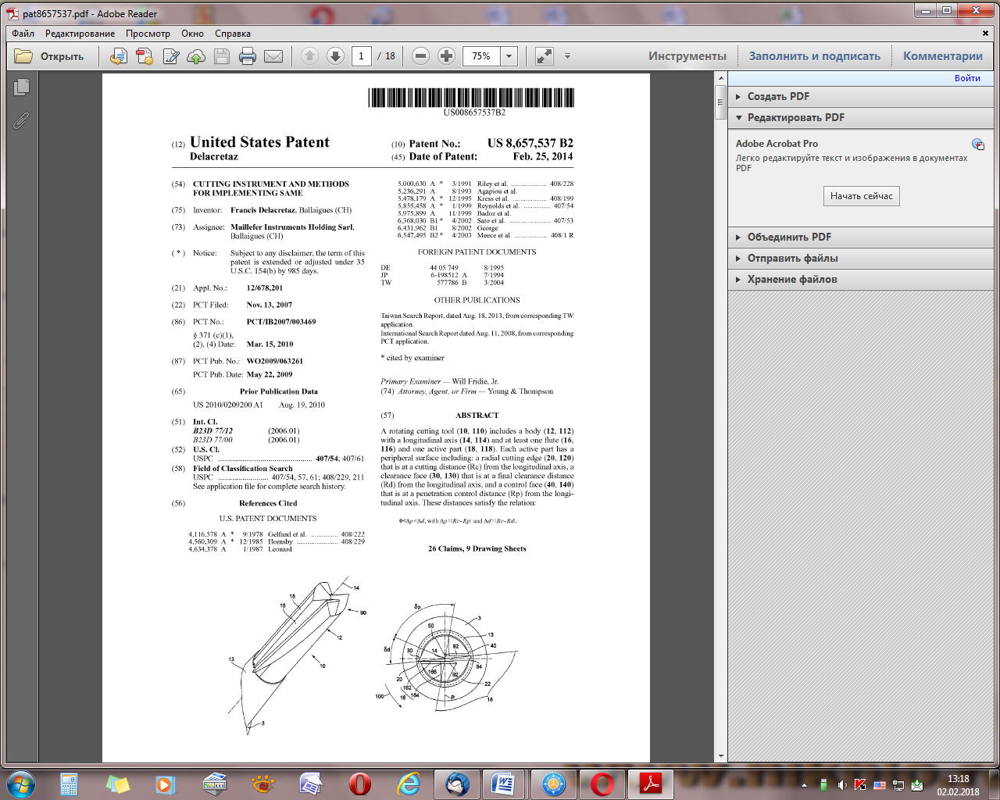 pat8657537.pdf - Adobe Reader
Файл Редактирование Просмотр Окно Справка
Открыть 1 / 18 75% Инструменты Заполнить и подписать Комментарии
Войти
Создать PDF
Редактировать PDF
Adobe Acrobat Pro
Легко редактируйте текст и изображения в документах
PDF
Начать сейчас
Объединить PDF
Отправить файлы
Хранение файлов
US008657537B2
(12) United States Patent
Delacretaz
(10) Patent No.: US 8,657,537 B2
(45) Date of Patent: Feb. 25, 2014
(54) CUTTING INSTRUMENT AND METHODS
FOR IMPLEMENTING SAME
(75) Inventor: Francis Delacretaz, Ballaigues (CH)
(73) Assignee: Maillefer Instruments Holding Sarl,
Ballaigues (CH)
( * ) Notice: Subject to any disclaimer, the term of this
patent is extended or adjusted under 35
U.S.C. 154(b) by 985 days.
(21) Appl. No.: 12/678,201
(22) PCT Filed: Nov. 13, 2007
(86) PCT No.: PCT/IB2007/003469
§ 371 (c)(1),
(2), (4) Date: Mar. 15, 2010
(87) PCT Pub. No.: WO2009/063261
PCT Pub. Date: May 22, 2009
(65) Prior Publication Data
US 2010/0209200 A1 Aug. 19, 2010
(51) Int. Cl.
B23D 77/12 (2006.01)
B23D 77/00 (2006.01)
(52) U.S. Cl.
USPC ............................................. 407/54; 407/61
(58) Field of Classification Search
USPC ........................ 407/54, 57, 61; 408/229, 211
See application file for complete search history.
(56) References Cited
U.S. PATENT DOCUMENTS
4,116,578 A * 9/1978 Gelfand et al. .............. 408/222
4,560,309 A * 12/1985 Hornsby ....................... 408/229
4,634,378 A 1/1987 Leonard
5,000,630 A * 3/1991 Riley et al. .................... 408/228
5,236,291 A 8/1993 Agapiou et al.
5,478,179 A * 12/1995 Kress et al. ................... 408/199
5,855,458 A * 1/1999 Reynolds et al. .............. 407/54
5,975,899 A 11/1999 Badoz et al.
6,368,030 B1 * 4/2002 Sato et al. ...................... 407/53
6,431,962 B1 8/2002 George
6,547,495 B2 * 4/2003 Meece et al. ................. 408/1 R
FOREIGN PATENT DOCUMENTS
DE 44 05 749 8/1995
JP 6-198512 A 7/1994
TW 577786 B 3/2004
OTHER PUBLICATIONS
Taiwan Search Report, dated Aug. 18, 2013, from corresponding TW
application.
International Search Report dated Aug. 11, 2008, from corresponding
PCT application.
* cited by examiner
Primary Examiner — Will Fridie, Jr.
(74) Attorney, Agent, or Firm — Young & Thompson
(57) ABSTRACT
A rotating cutting tool (10, 110) includes a body (12, 112)
with a longitudinal axis (14, 114) and at least one flute (16,
116) and one active part (18, 118). Each active part has a
peripheral surface including: a radial cutting edge (20, 120)
that is at a cutting distance (Rc) from the longitudinal axis, a
clearance face (30, 130) that is at a final clearance distance
(Rd) from the longitudinal axis, and a control face (40, 140)
that is at a penetration control distance (Rp) from the longi-
tudinal axis. These distances satisfy the relation:
0<Δp<Δd, with Δp=|Rc−Rp| and Δd=|Rc−Rd|.
26 Claims, 9 Drawing Sheets
14
18
16
90
12
13
10
3
δp
3
50
13
δd
30
14
92
40
94
166
92'
20
162
22
100
16
164
P
18
13:18
02.02.2018